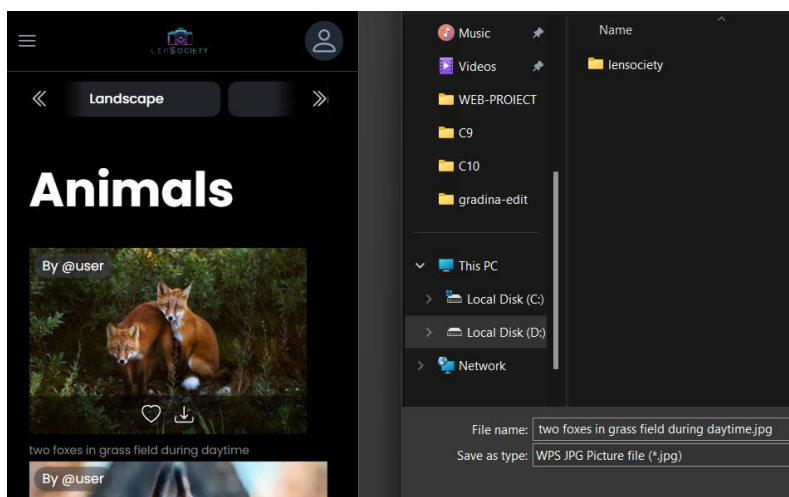 LENSOCIETY
Landscape
Animals
By @user
two foxes in grass field during daytime
By @user
Music
Videos
WEB-PROIECT
C9
C10
gradina-edit
This PC
Local Disk (C:)
Local Disk (D:)
Network
Name
lensociety
File name: two foxes in grass field during daytime.jpg
Save as type: WPS JPG Picture file (*.jpg)